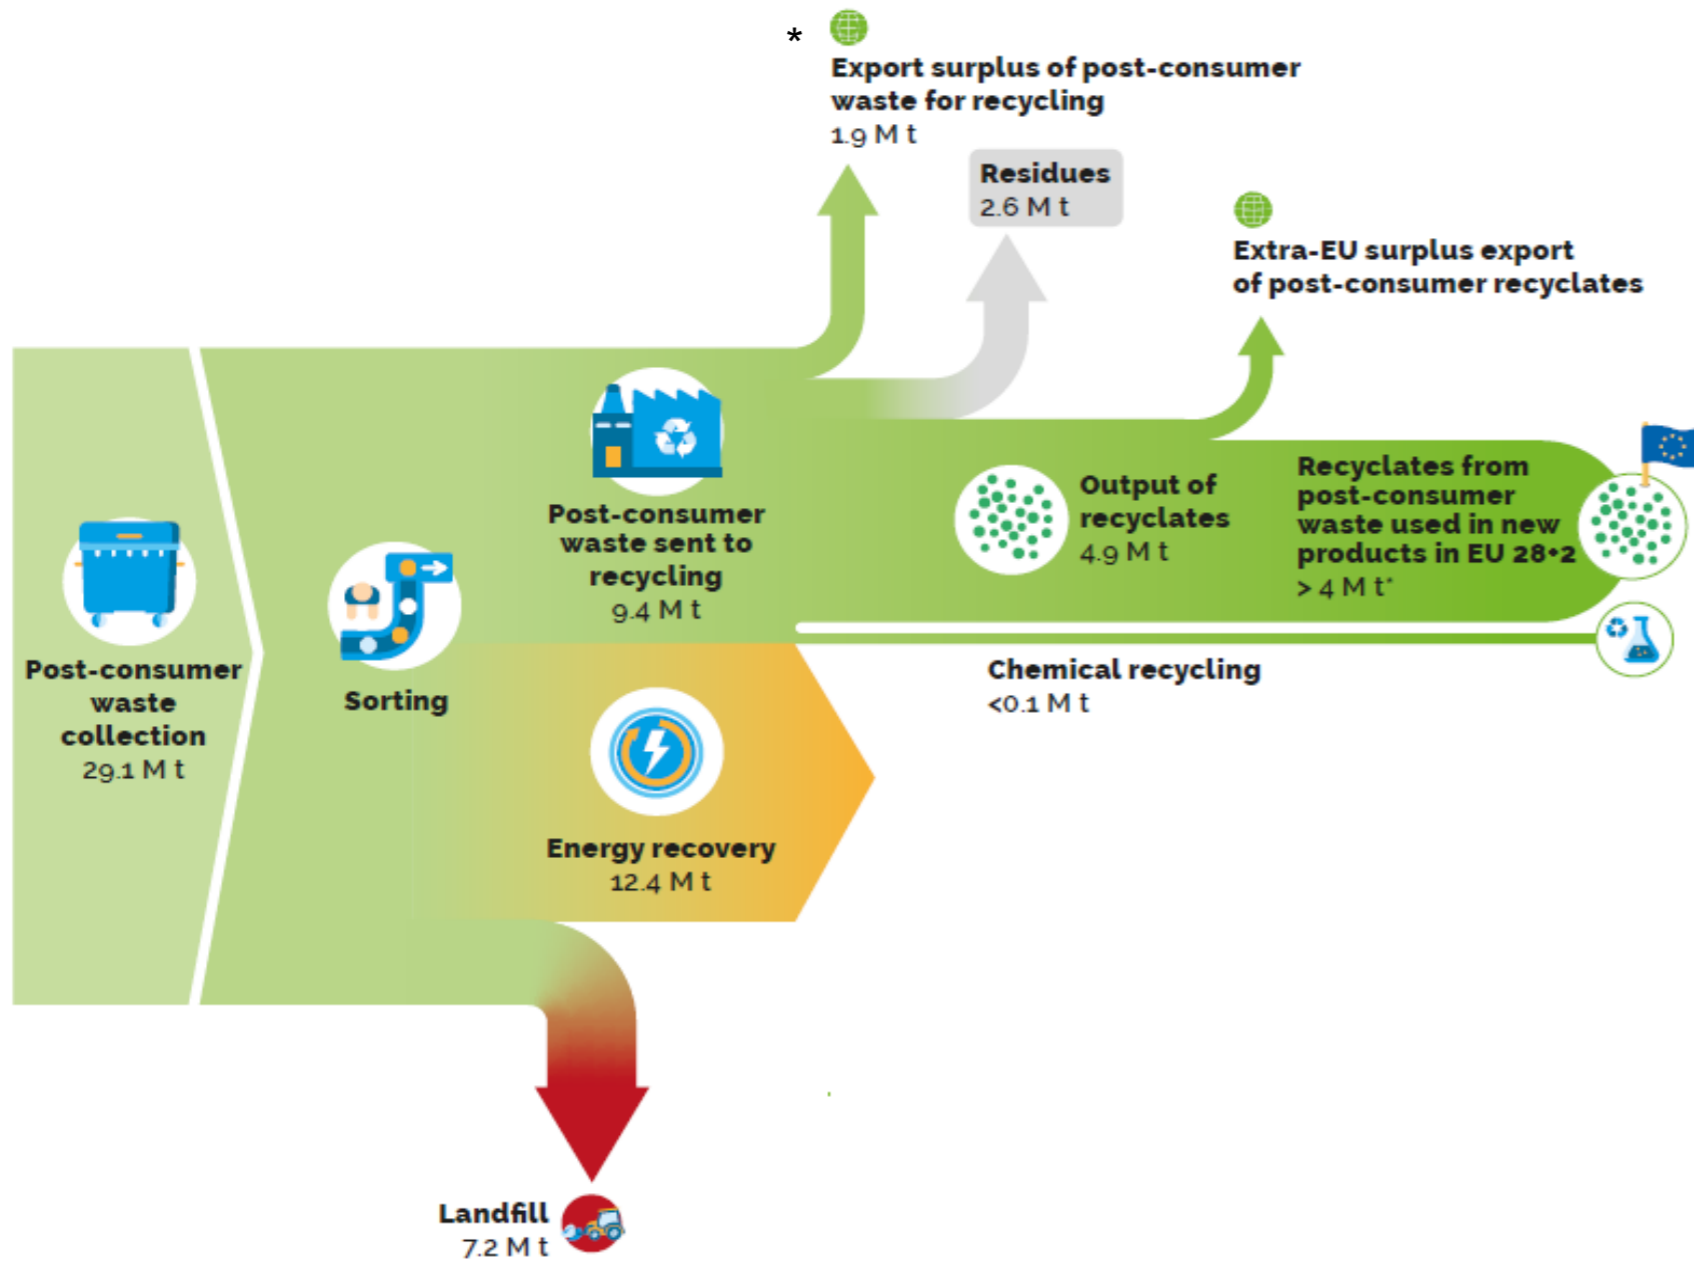 *
Export surplus of post-consumer
waste for recycling
1.9 M t
Residues
2.6 M t
Extra-EU surplus export
of post-consumer recyclates
Post-consumer
waste
collection
29.1 M t
Sorting
Post-consumer
waste sent to
recycling
9.4 M t
Output of
recyclates
4.9 M t
Recyclates from
post-consumer
waste used in new
products in EU 28+2
> 4 M t*
Chemical recycling
<0.1 M t
Energy recovery
12.4 M t
Landfill
7.2 M t